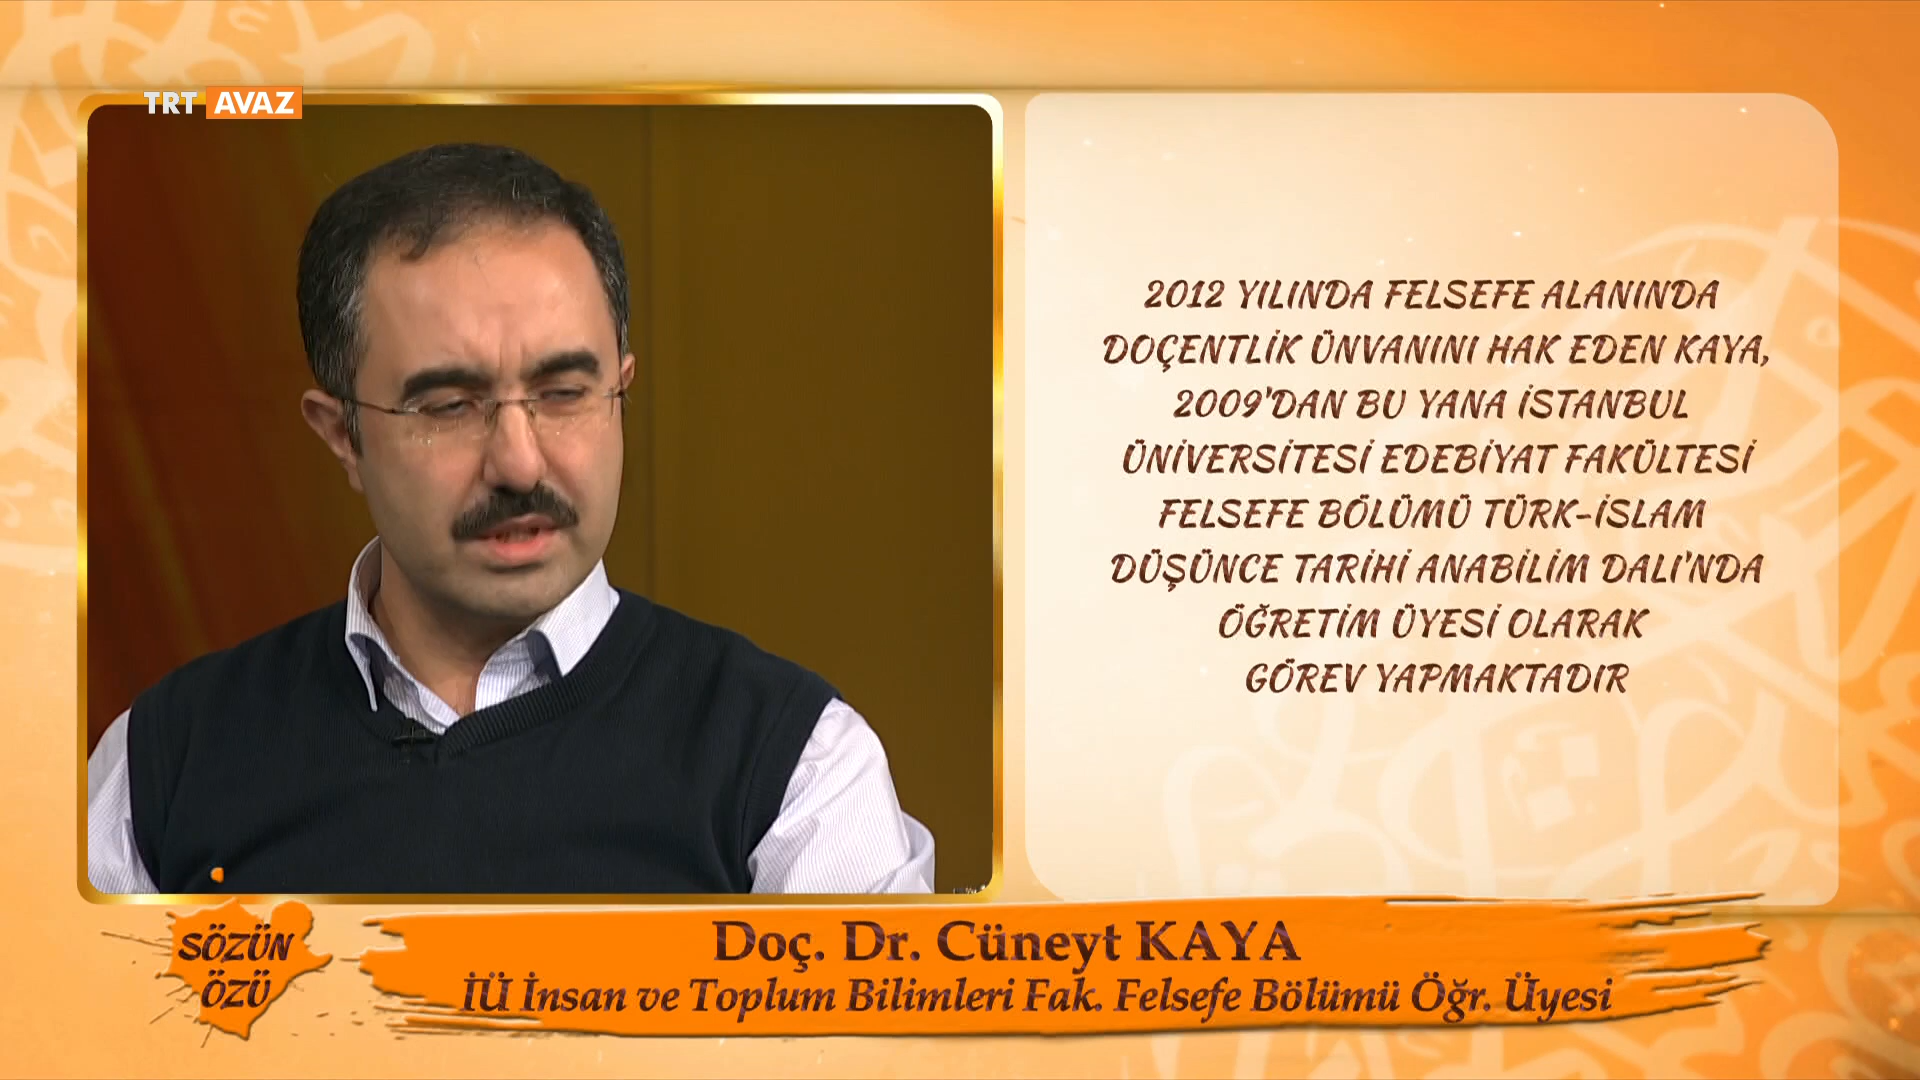 TRT AVAZ
2012 YILINDA FELSEFE ALANINDA
DOÇENTLİK ÜNVANINI HAK EDEN KAYA,
2009'DAN BU YANA İSTANBUL
ÜNİVERSİTESİ EDEBİYAT FAKÜLTESİ
FELSEFE BÖLÜMÜ TÜRK-İSLAM
DÜŞÜNCE TARİHİ ANABİLİM DALI'NDA
ÖĞRETİM ÜYESİ OLARAK
GÖREV YAPMAKTADIR
SÖZÜN
ÖZÜ
Doç. Dr. Cüneyt KAYA
İÜ İnsan ve Toplum Bilimleri Fak. Felsefe Bölümü Öğr. Üyesi